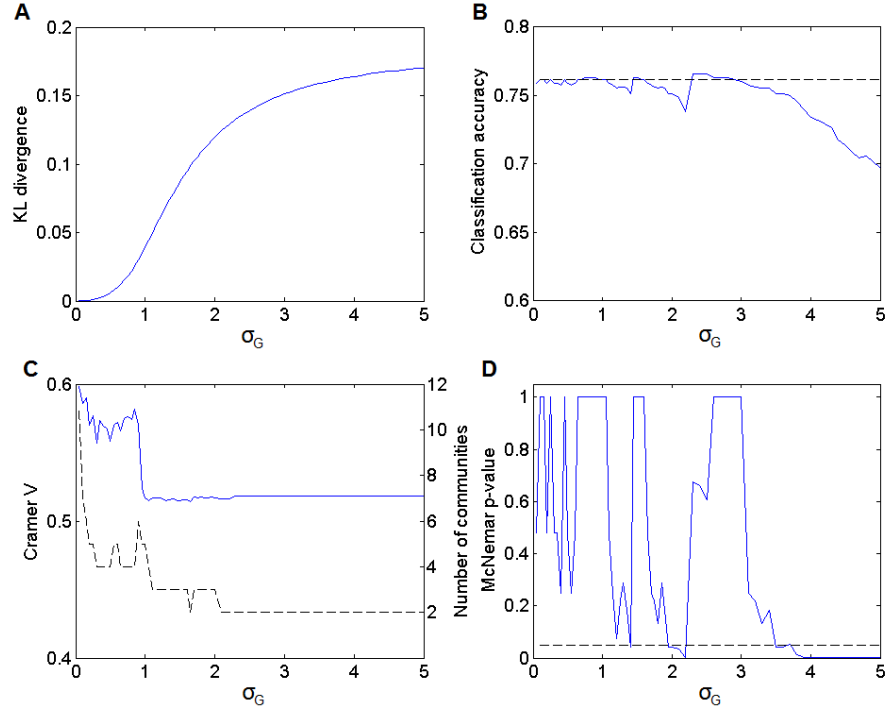 A
KL divergence
0.2
0.15
0.1
0.05
0
0 1 2 3 4 5
σG
B
Classification accuracy
0.8
0.75
0.7
0.65
0.6
0 1 2 3 4 5
σG
C
Cramer V
0.6
0.5
0.4
12
10
8
6
4
2
Number of communities
0 1 2 3 4 5
σG
D
McNemar p-value
1
0.8
0.6
0.4
0.2
0
0 1 2 3 4 5
σG